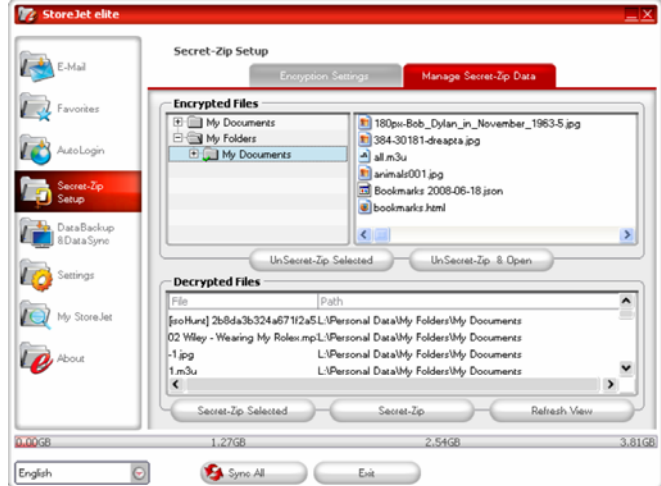 StoreJet elite
E-Mail
Favorites
AutoLogin
Secret-Zip
Setup
DataBackup
&DataSync
Settings
My StoreJet
About
Secret-Zip Setup
Encryption Settings
Manage Secret-Zip Data
Encrypted Files
My Documents
My Folders
My Documents
180px-Bob_Dylan_in_November_1963-5.jpg
384-30181-dreapta.jpg
all.m3u
animals001.jpg
Bookmarks 2008-06-18.json
bookmarks.html
UnSecret-Zip Selected
UnSecret-Zip & Open
Decrypted Files
File Path
[isoHunt] 2b8da3b324a671f2a5 L:\Personal Data\My Folders\My Documents
02 Wiley - Wearing My Rolex.mp L:\Personal Data\My Folders\My Documents
-1.jpg L:\Personal Data\My Folders\My Documents
1.m3u L:\Personal Data\My Folders\My Documents
Secret-Zip Selected
Secret-Zip
Refresh View
0.00GB 1.27GB 2.54GB 3.81GB
English
Sync All
Exit